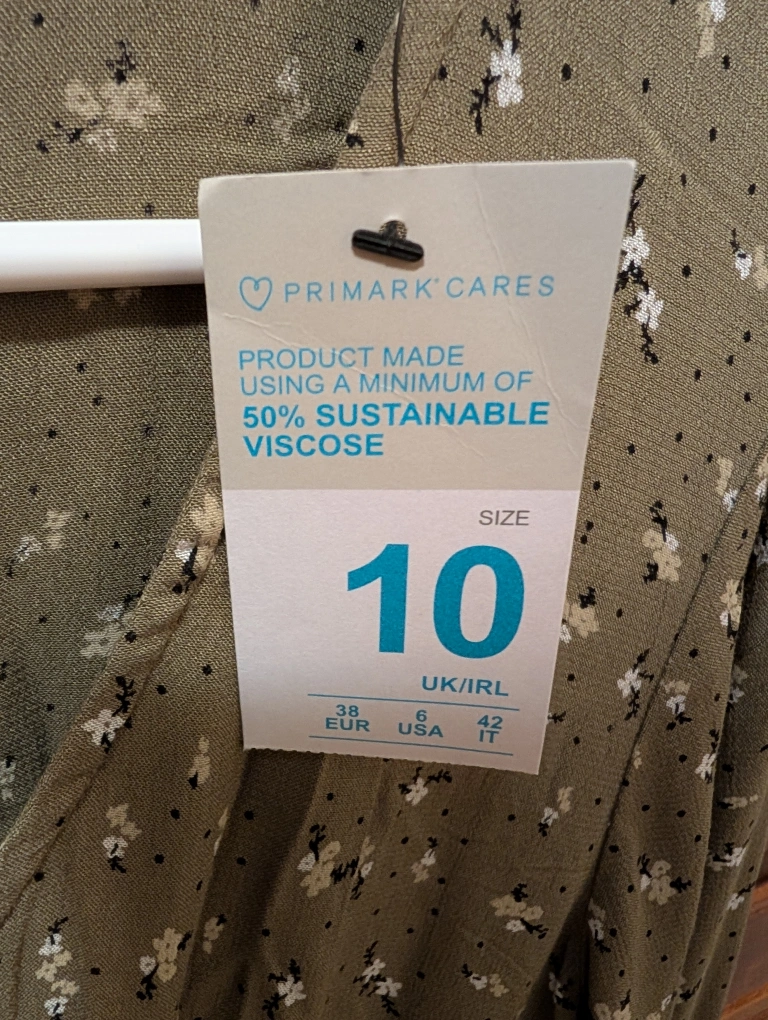 PRIMARK® CARES
PRODUCT MADE
USING A MINIMUM OF
50% SUSTAINABLE
VISCOSE
SIZE
10
UK/IRL
38 6 42
EUR USA IT